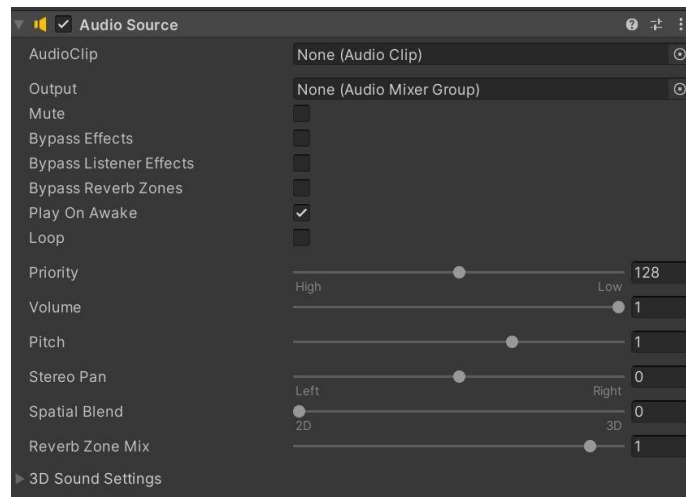 Audio Source
AudioClip None (Audio Clip)
Output None (Audio Mixer Group)
Mute
Bypass Effects
Bypass Listener Effects
Bypass Reverb Zones
Play On Awake
Loop
Priority 128
High Low
Volume 1
Pitch 1
Stereo Pan 0
Left Right
Spatial Blend 0
2D 3D
Reverb Zone Mix 1
3D Sound Settings